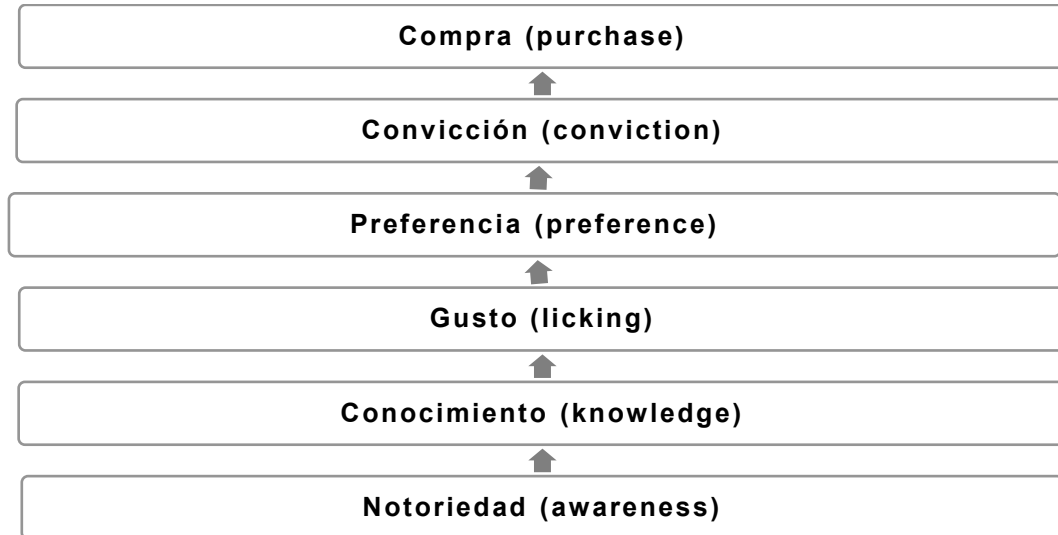 Compra (purchase)
Convicción (conviction)
Preferencia (preference)
Gusto (licking)
Conocimiento (knowledge)
Notoriedad (awareness)